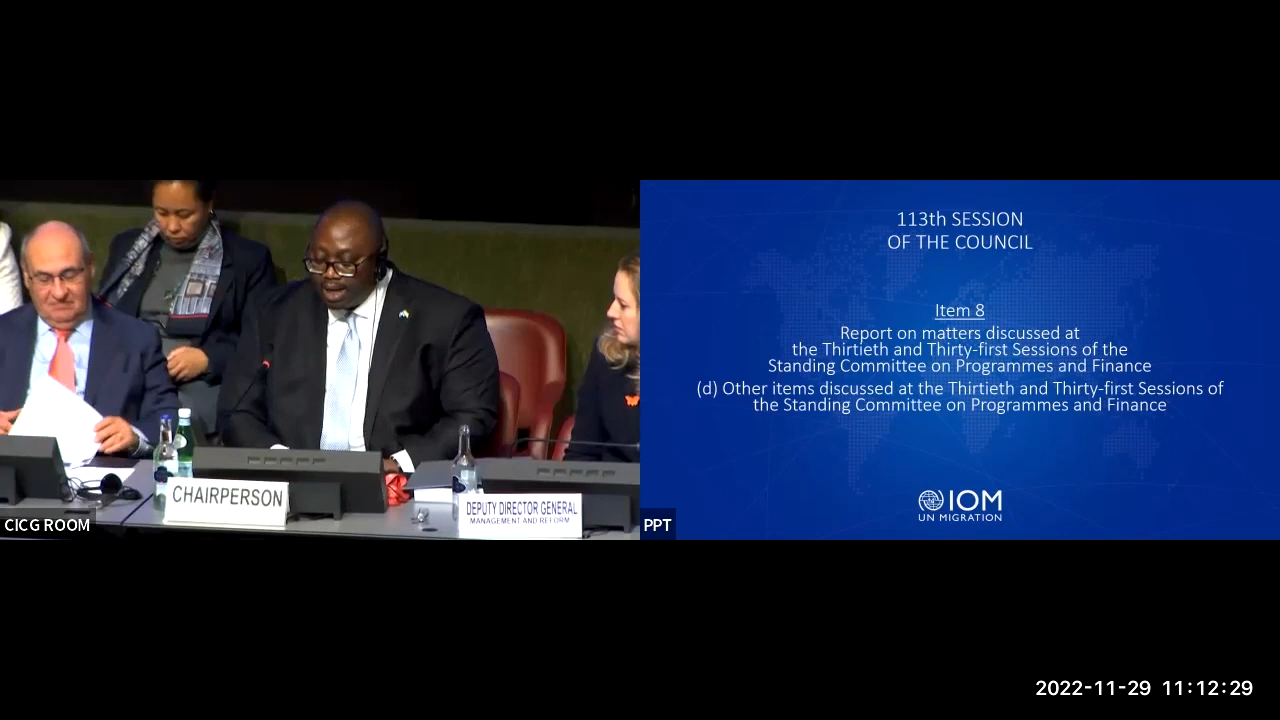 CHAIRPERSON
DEPUTY DIRECTOR GENERAL
MANAGEMENT AND REFORM
CICG ROOM
113th SESSION
OF THE COUNCIL
Item 8
Report on matters discussed at
the Thirtieth and Thirty-first Sessions of the
Standing Committee on Programmes and Finance
(d) Other items discussed at the Thirtieth and Thirty-first Sessions of
the Standing Committee on Programmes and Finance
IOM
UN MIGRATION
PPT
2022-11-29 11:12:29